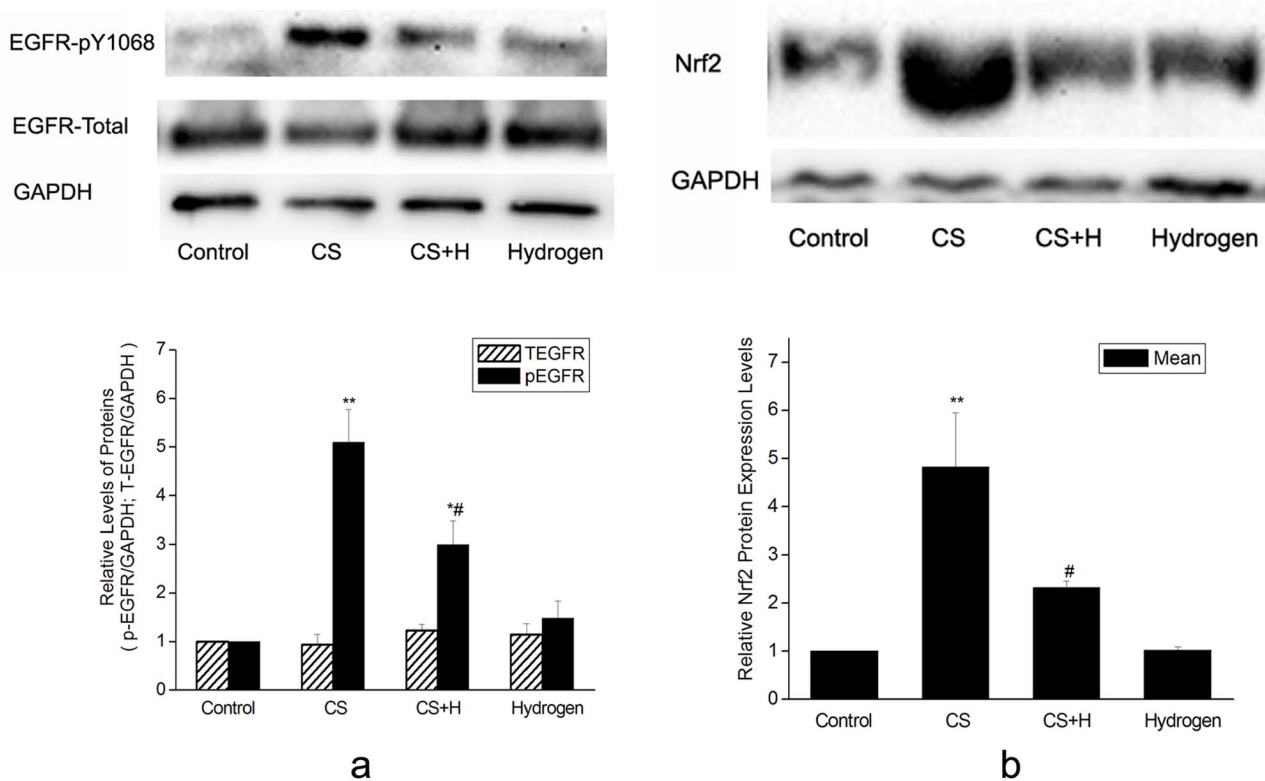 EGFR-pY1068
EGFR-Total
GAPDH
Control CS CS+H Hydrogen
Nrf2
GAPDH
Control CS CS+H Hydrogen
Relative Levels of Proteins
( p-EGFR/GAPDH; T-EGFR/GAPDH )
7
6
5
4
3
2
1
0
TEGFR
pEGFR
**
*#
Control CS CS+H Hydrogen
a
Relative Nrf2 Protein Expression Levels
7
6
5
4
3
2
1
0
Mean
**
#
Control CS CS+H Hydrogen
b